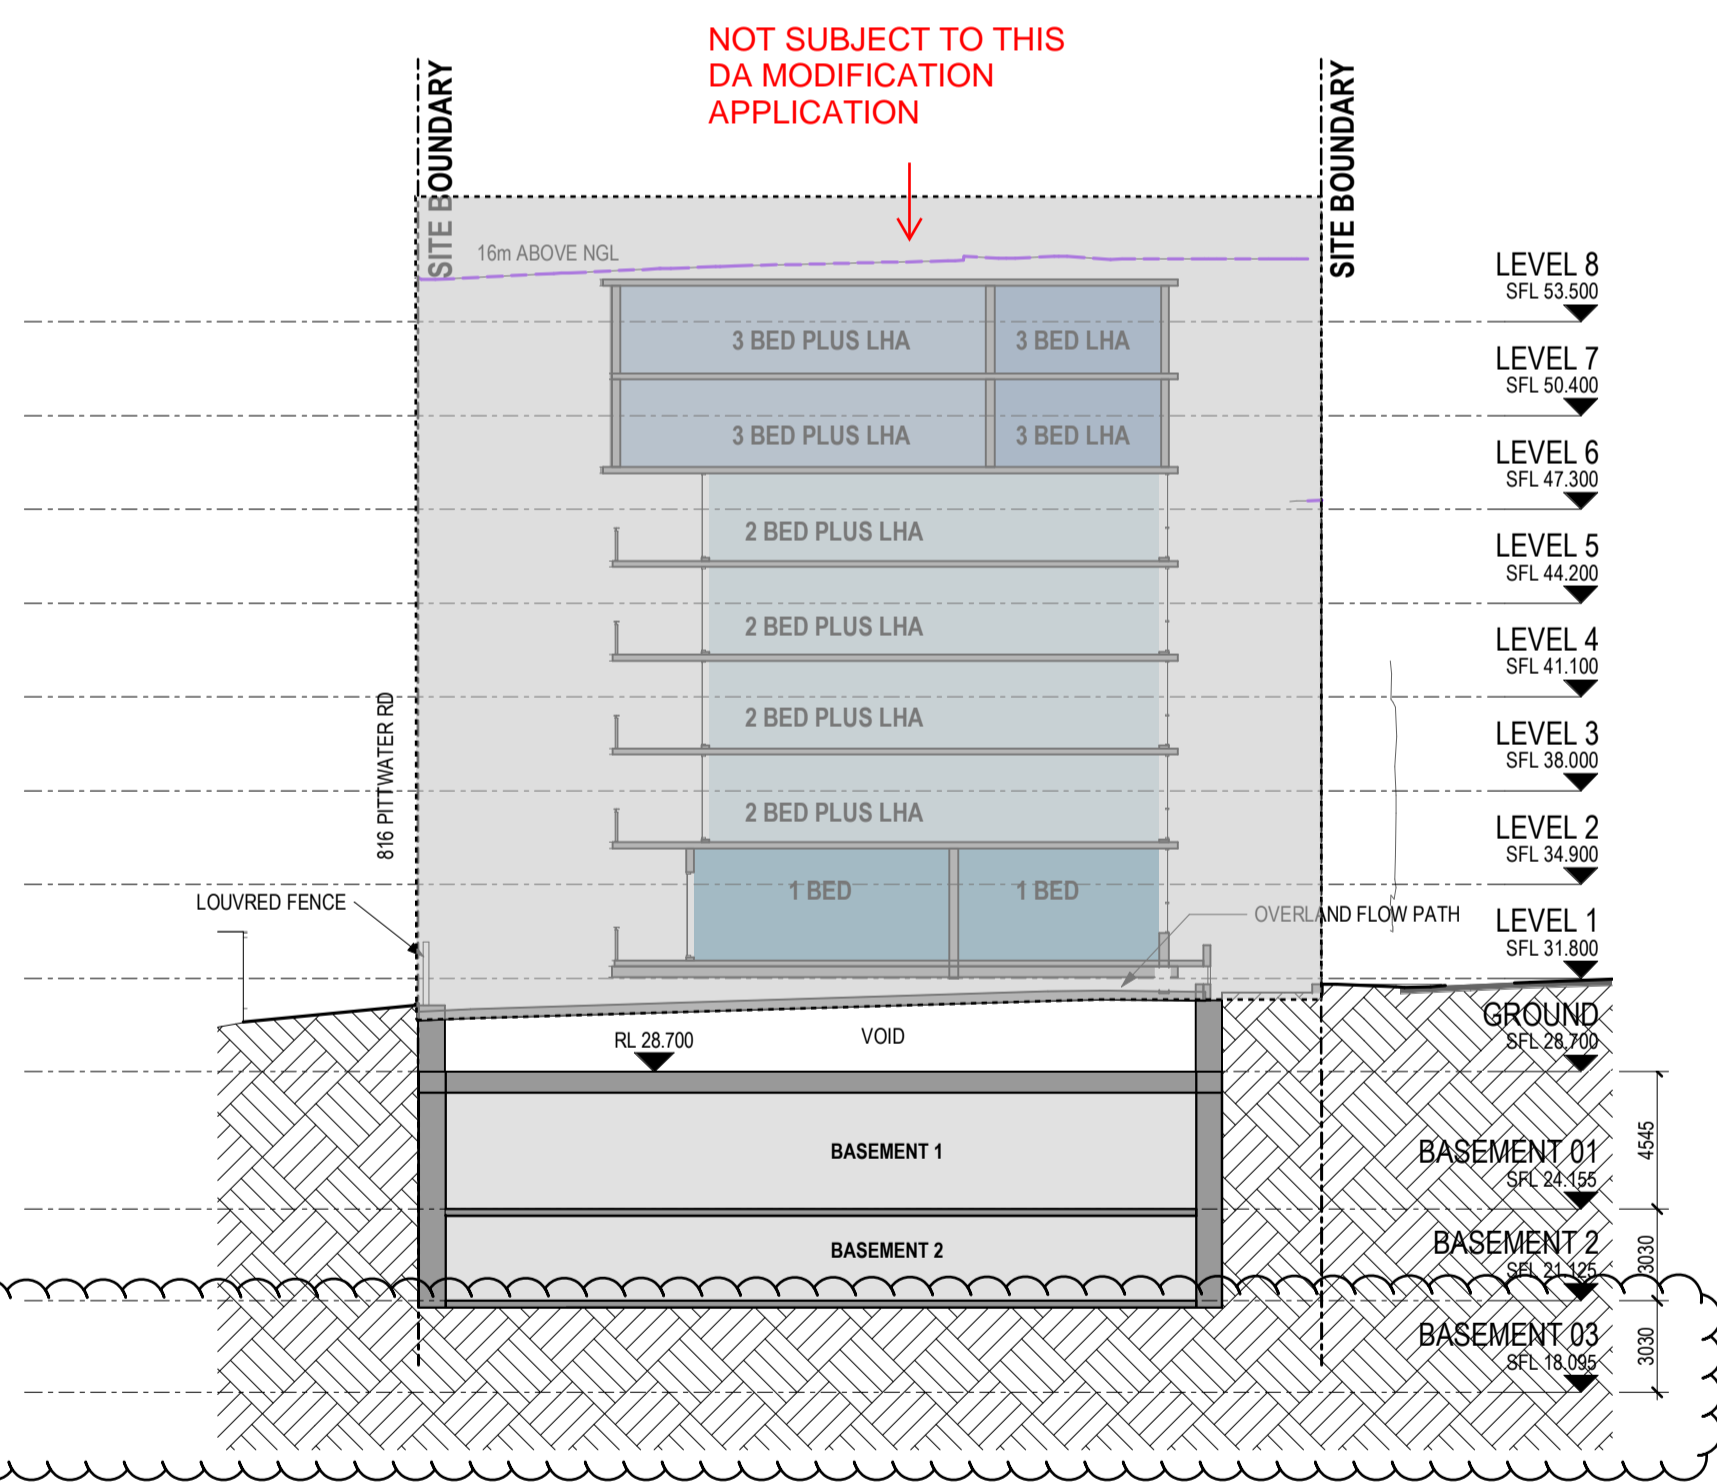 NOT SUBJECT TO THIS
DA MODIFICATION
APPLICATION
SITE BOUNDARY
SITE BOUNDARY
16m ABOVE NGL
LEVEL 8
SFL 53.500
3 BED PLUS LHA
3 BED LHA
LEVEL 7
SFL 50.400
3 BED PLUS LHA
3 BED LHA
LEVEL 6
SFL 47.300
2 BED PLUS LHA
LEVEL 5
SFL 44.200
2 BED PLUS LHA
LEVEL 4
SFL 41.100
2 BED PLUS LHA
LEVEL 3
SFL 38.000
816 PITTWATER RD
2 BED PLUS LHA
LEVEL 2
SFL 34.900
1 BED
1 BED
LOUVRED FENCE
OVERLAND FLOW PATH
LEVEL 1
SFL 31.800
GROUND
SFL 28.700
RL 28.700
VOID
BASEMENT 1
BASEMENT 01
SFL 24.155
4545
BASEMENT 2
BASEMENT 2
SFL 21.125
3030
BASEMENT 03
SFL 18.095
3030